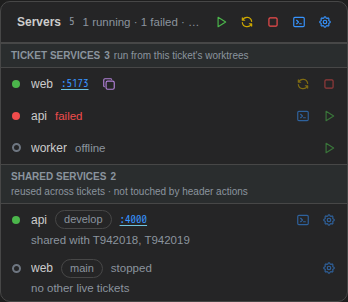 Servers 5 1 running · 1 failed · …
TICKET SERVICES 3 run from this ticket's worktrees
web :5173
api failed
worker offline
SHARED SERVICES 2
reused across tickets · not touched by header actions
api develop :4000
shared with T942018, T942019
web main stopped
no other live tickets